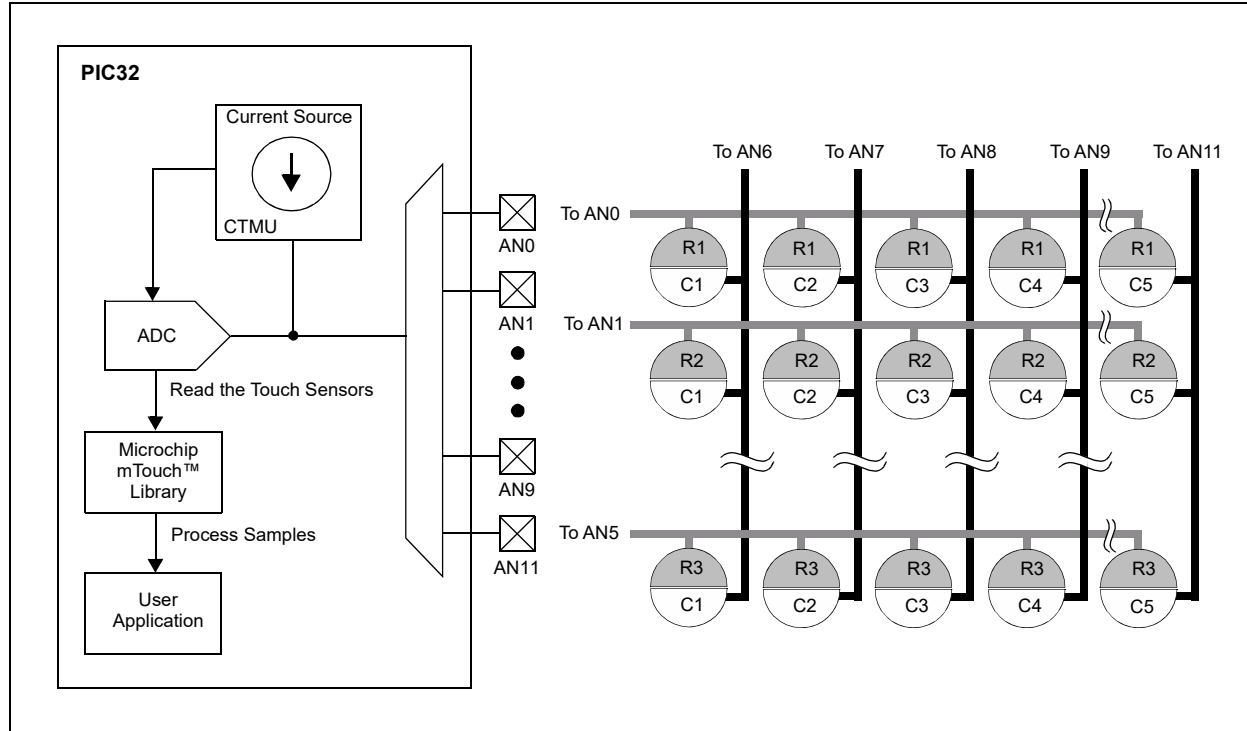 PIC32
Current Source
CTMU
ADC
Read the Touch Sensors
Microchip
mTouch™
Library
Process Samples
User
Application
AN0
AN1
AN9
AN11
To AN6 To AN7 To AN8 To AN9 To AN11
To AN0
R1 R1 R1 R1 R1
C1 C2 C3 C4 C5
To AN1
R2 R2 R2 R2 R2
C1 C2 C3 C4 C5
To AN5
R3 R3 R3 R3 R3
C1 C2 C3 C4 C5